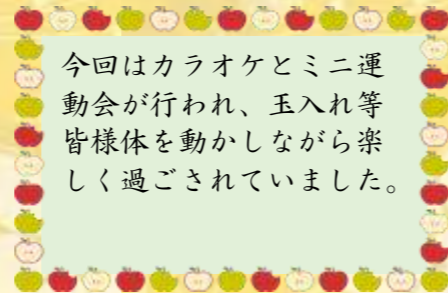 今回はカラオケとミニ運
動会が行われ、玉入れ等
皆様体を動かしながら楽
しく過ごされていました。